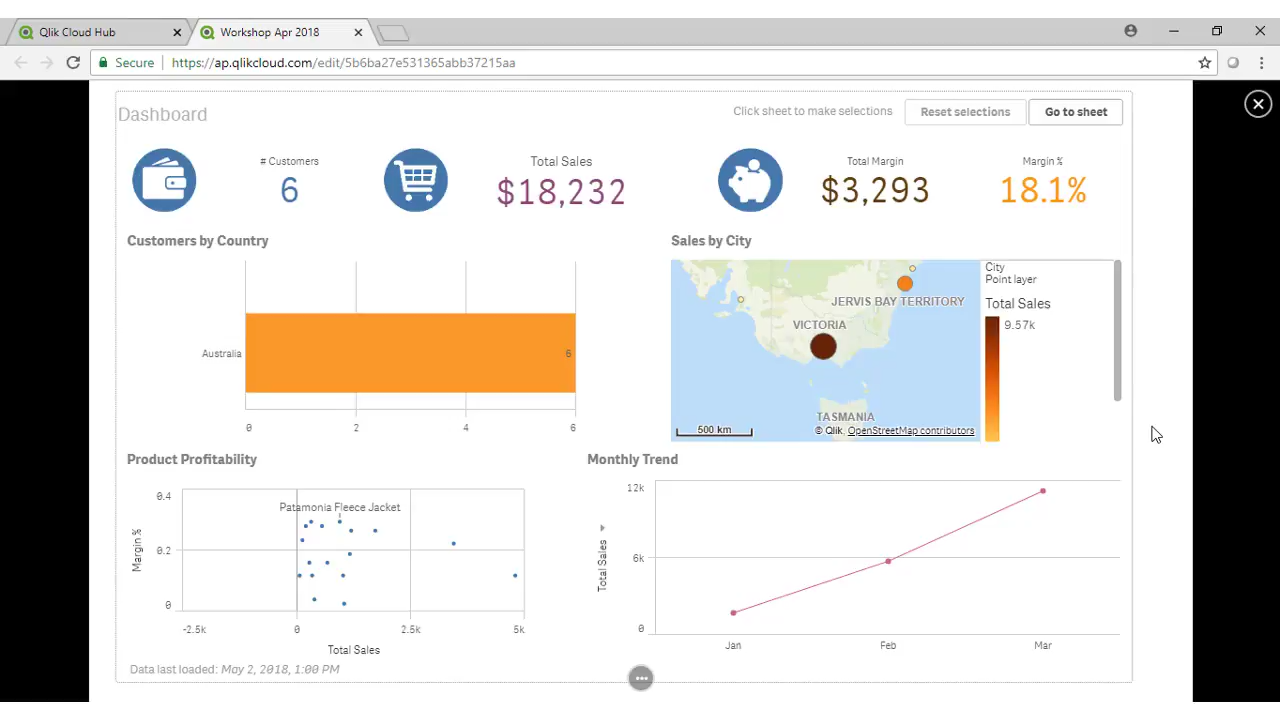 Qlik Cloud Hub
Workshop Apr 2018
Secure
https://ap.qlikcloud.com/edit/5b6ba27e531365abb37215aa
Dashboard
Click sheet to make selections
Reset selections
Go to sheet
# Customers
6
Total Sales
$18,232
Total Margin
$3,293
Margin %
18.1%
Customers by Country
Australia
6
0 2 4 6
Sales by City
JERVIS BAY TERRITORY
VICTORIA
TASMANIA
500 km
© Qlik, OpenStreetMap contributors
City
Point layer
Total Sales
9.57k
Product Profitability
Margin %
0.4
0.2
0
Patamonia Fleece Jacket
-2.5k 0 2.5k 5k
Total Sales
Monthly Trend
Total Sales
12k
6k
0
Jan Feb Mar
Data last loaded: May 2, 2018, 1:00 PM